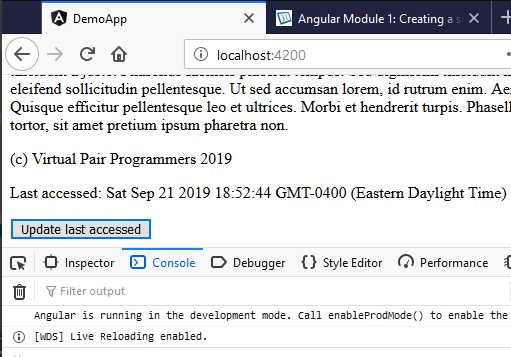 DemoApp
Angular Module 1: Creating a s
localhost:4200
eleifend sollicitudin pellentesque. Ut sed accumsan lorem, id rutrum enim. Aer
Quisque efficitur pellentesque leo et ultrices. Morbi et hendrerit turpis. Phasell
tortor, sit amet pretium ipsum pharetra non.
(c) Virtual Pair Programmers 2019
Last accessed: Sat Sep 21 2019 18:52:44 GMT-0400 (Eastern Daylight Time)
Update last accessed
Inspector Console Debugger {} Style Editor Performance
Filter output
Angular is running in the development mode. Call enableProdMode() to enable the
[WDS] Live Reloading enabled.